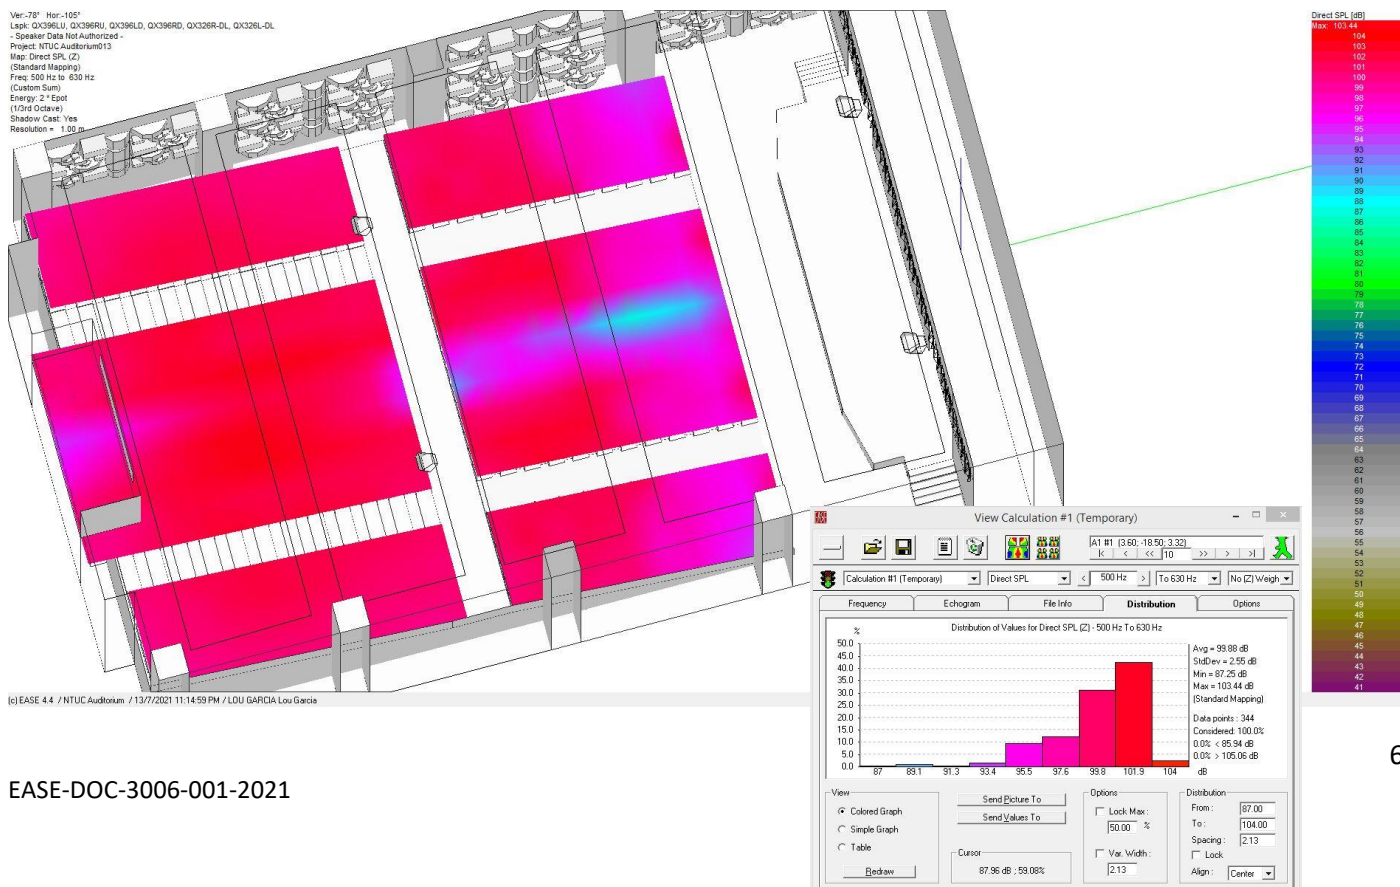 Ver:-78° Hor:-105°
Lspk: QX396LU, QX396RU, QX396LD, QX396RD, QX326R-DL, QX326L-DL
- Speaker Data Not Authorized -
Project: NTUC Auditorium013
Map: Direct SPL (Z)
(Standard Mapping)
Freq: 500 Hz to 630 Hz
(Custom Sum)
Energy: 2 * Epot
(1/3rd Octave)
Shadow Cast: Yes
Resolution = 1.00 m
Direct SPL [dB]
Max: 103.44
104
103
102
101
100
99
98
97
96
95
94
93
92
91
90
89
88
87
86
85
84
83
82
81
80
79
78
77
76
75
74
73
72
71
70
69
68
67
66
65
64
63
62
61
60
59
58
57
56
55
54
53
52
51
50
49
48
47
46
45
44
43
42
41
(c) EASE 4.4 / NTUC Auditorium / 13/7/2021 11:14:59 PM / LOU GARCIA Lou Garcia
View Calculation #1 (Temporary)
A1 #1 (3.60; -18.50; 3.32)
|< < << 10 >> > >|
Calculation #1 (Temporary) Direct SPL < 500 Hz > To 630 Hz No (Z) Weigh
Frequency Echogram File Info Distribution Options
Distribution of Values for Direct SPL (Z) - 500 Hz To 630 Hz
%
50.0
45.0
40.0
35.0
30.0
25.0
20.0
15.0
10.0
5.0
0.0
87 89.1 91.3 93.4 95.5 97.6 99.8 101.9 104 dB
Avg = 99.88 dB
StdDev = 2.55 dB
Min = 87.25 dB
Max = 103.44 dB
(Standard Mapping)
Data points : 344
Considered: 100.0%
0.0% < 85.94 dB
0.0% > 105.06 dB
View
Colored Graph
Simple Graph
Table
Redraw
Send Picture To
Send Values To
Cursor
87.96 dB ; 59.08%
Options
Lock Max :
50.00 %
Var. Width :
2.13
Distribution
From : 87.00
To : 104.00
Spacing : 2.13
Lock
Align : Center
EASE-DOC-3006-001-2021
6